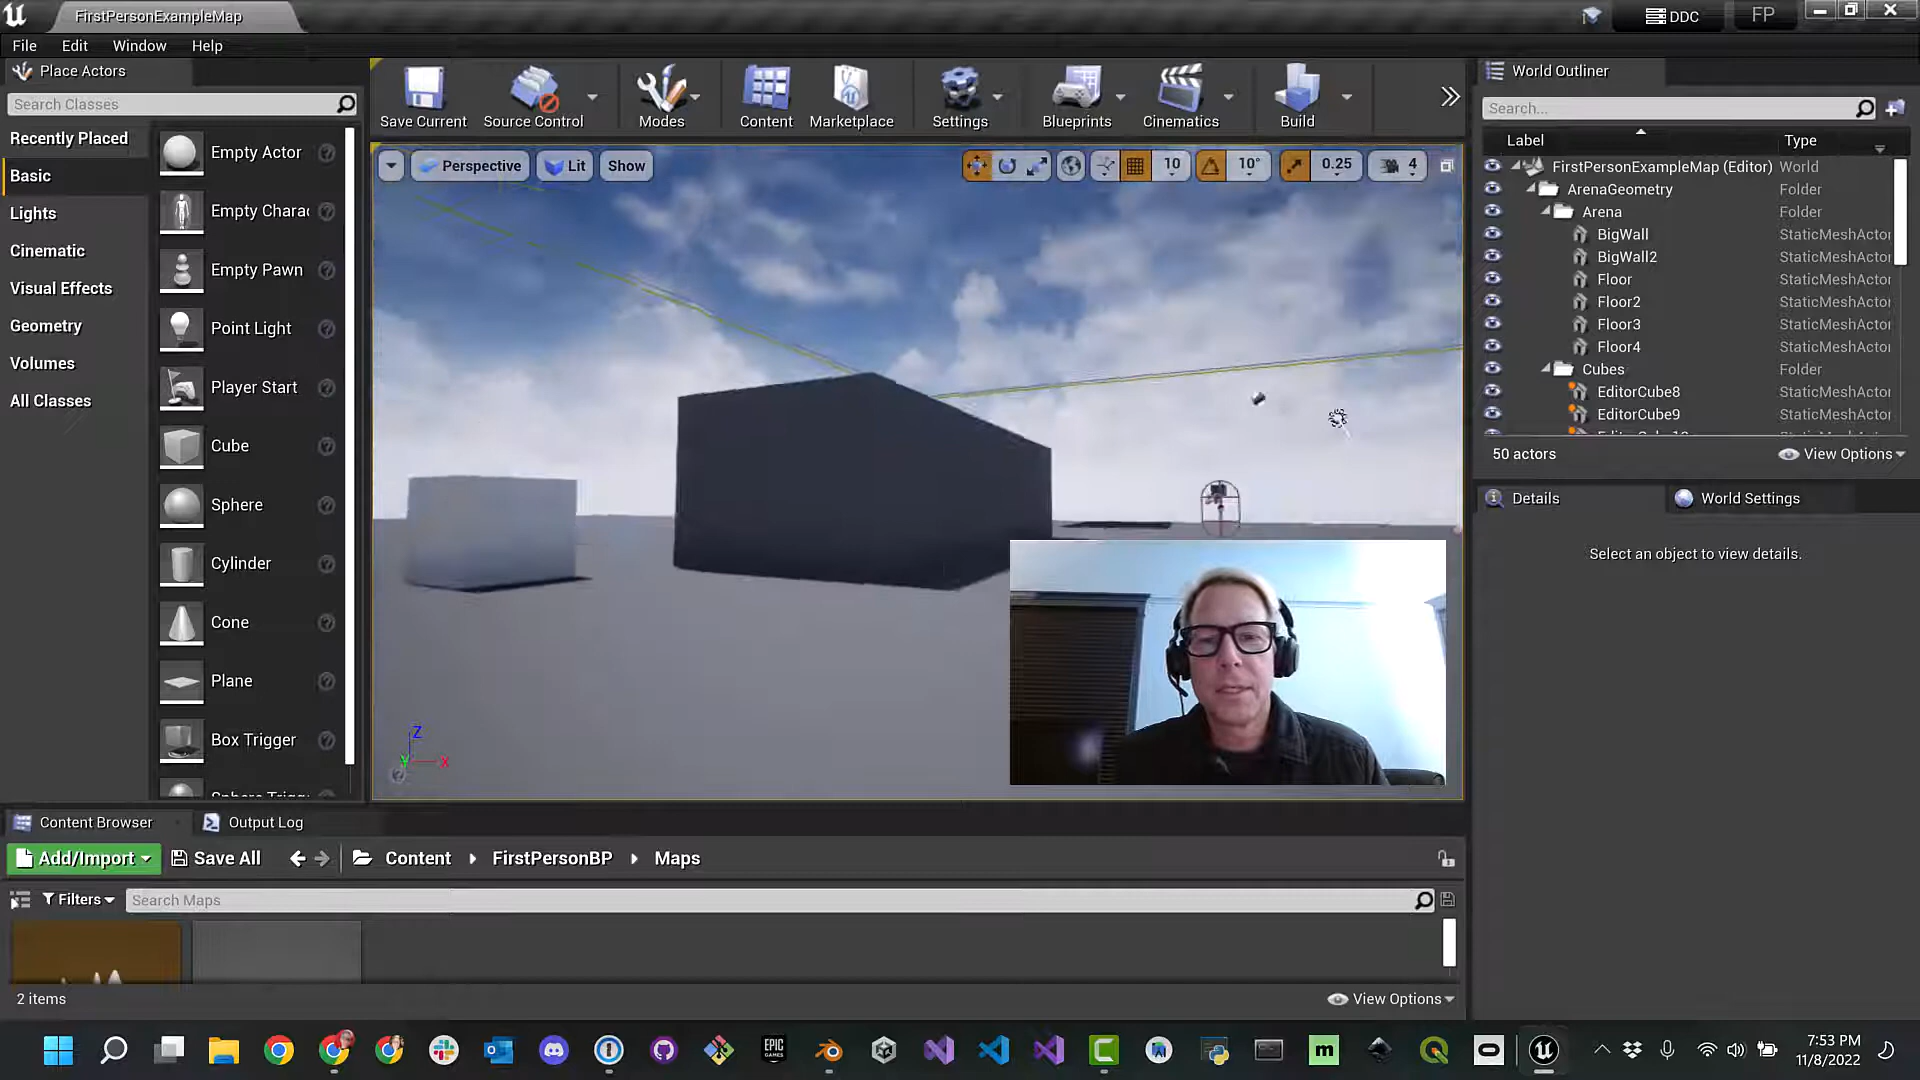 FirstPersonExampleMap
DDC
FP
File Edit Window Help
Place Actors
Search Classes
Recently Placed
Basic
Lights
Cinematic
Visual Effects
Geometry
Volumes
All Classes
Empty Actor
Empty Charac
Empty Pawn
Point Light
Player Start
Cube
Sphere
Cylinder
Cone
Plane
Box Trigger
Sphere Trigg
Save Current
Source Control
Modes
Content
Marketplace
Settings
Blueprints
Cinematics
Build
Perspective
Lit
Show
10
10°
0.25
4
Z
Y
X
World Outliner
Search...
Label Type
FirstPersonExampleMap (Editor) World
ArenaGeometry Folder
Arena Folder
BigWall StaticMeshActor
BigWall2 StaticMeshActor
Floor StaticMeshActor
Floor2 StaticMeshActor
Floor3 StaticMeshActor
Floor4 StaticMeshActor
Cubes Folder
EditorCube8 StaticMeshActor
EditorCube9 StaticMeshActor
50 actors
View Options
Details
World Settings
Select an object to view details.
Content Browser
Output Log
Add/Import
Save All
Content
FirstPersonBP
Maps
Filters
Search Maps
2 items
View Options
EPIC
GAMES
m
7:53 PM
11/8/2022